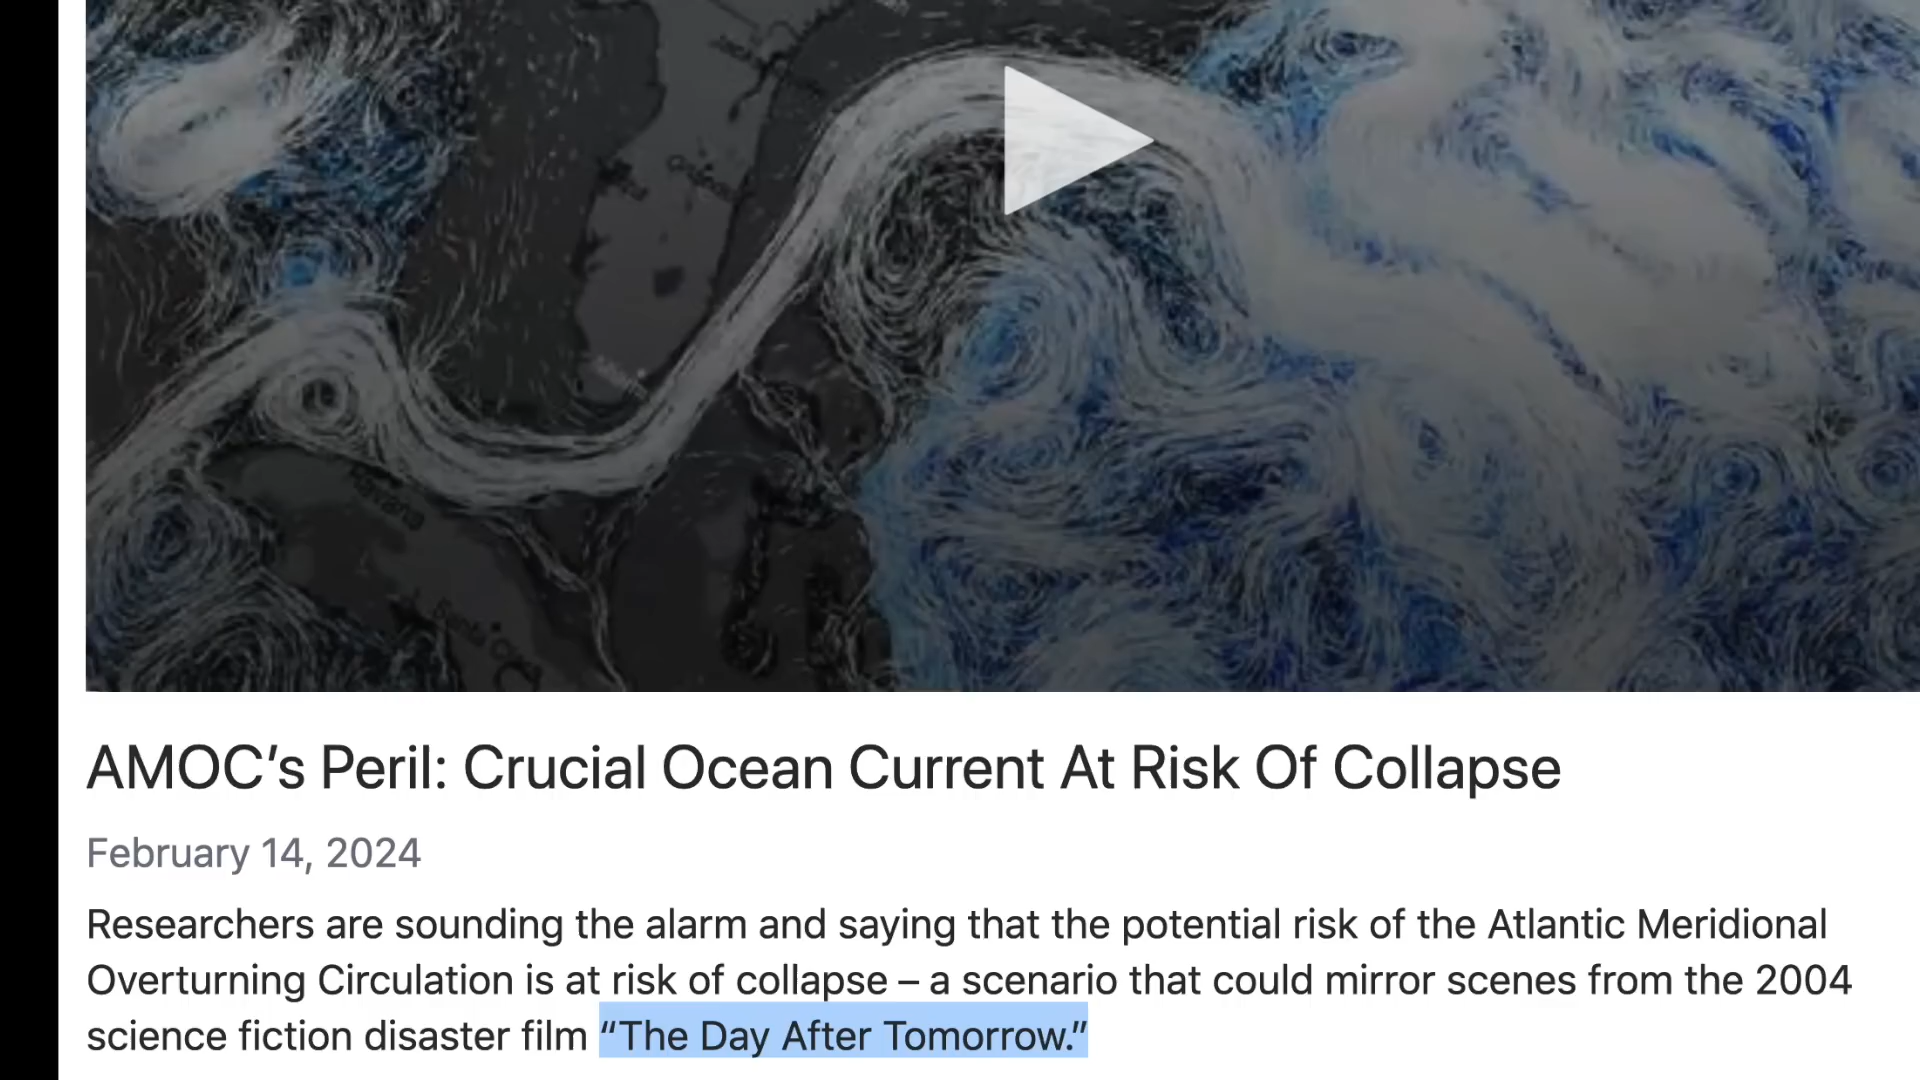 Havana
AMOC’s Peril: Crucial Ocean Current At Risk Of Collapse
February 14, 2024
Researchers are sounding the alarm and saying that the potential risk of the Atlantic Meridional
Overturning Circulation is at risk of collapse – a scenario that could mirror scenes from the 2004
science fiction disaster film “The Day After Tomorrow.”